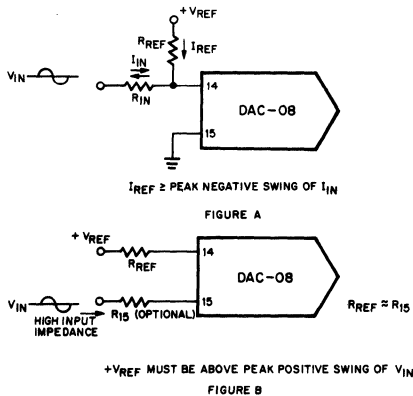 + VREF
RREF
IREF
IIN
VIN
RIN
14
DAC-08
15
IREF ≥ PEAK NEGATIVE SWING OF IIN
FIGURE A
+ VREF
RREF
14
DAC-08
VIN
HIGH INPUT
IMPEDANCE
R15 (OPTIONAL)
15
RREF ≈ R15
+VREF MUST BE ABOVE PEAK POSITIVE SWING OF VIN
FIGURE B